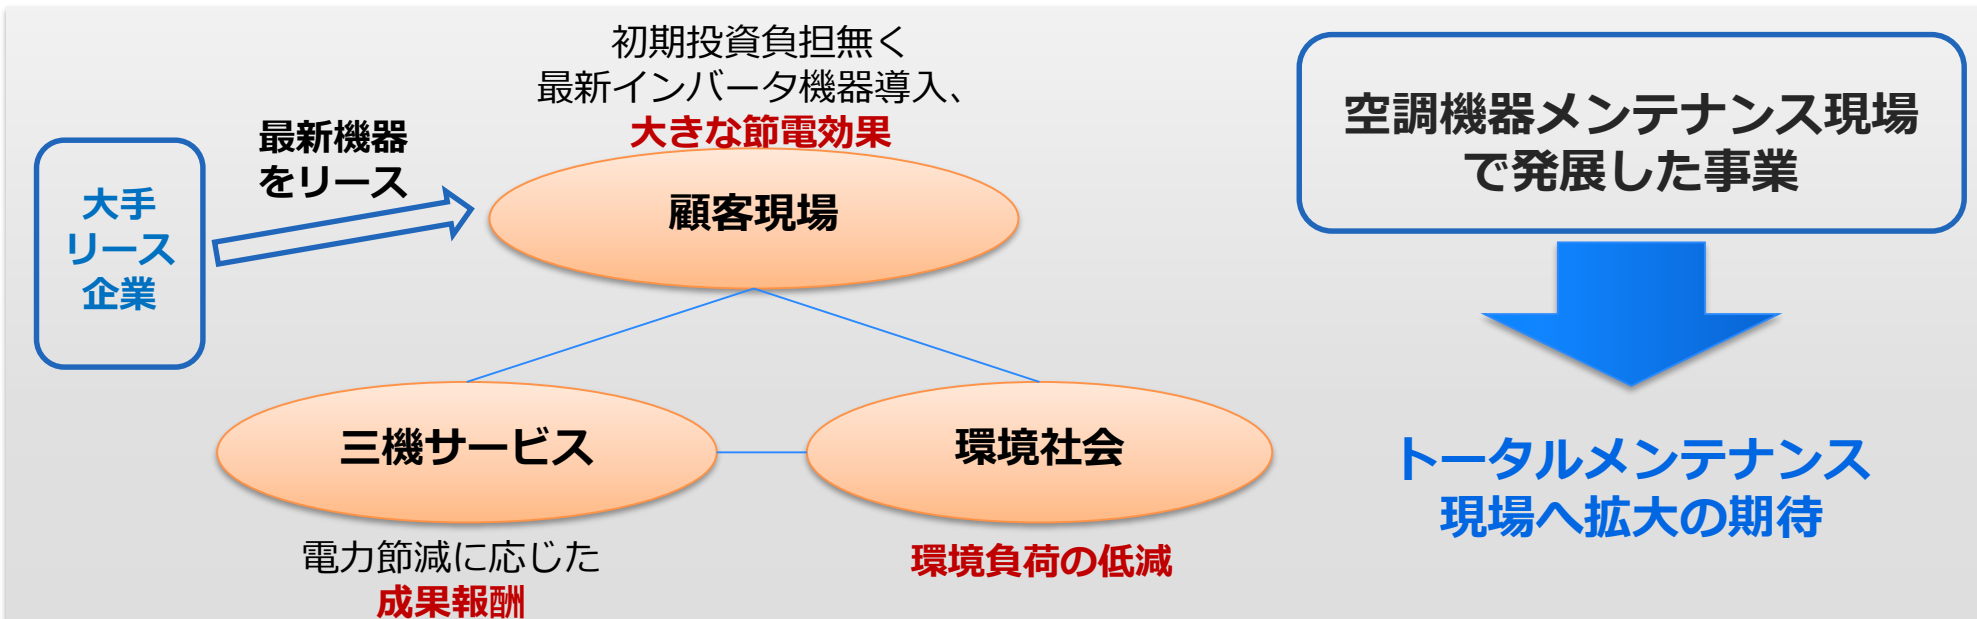 初期投資負担無く
最新インバータ機器導入、
大きな節電効果
最新機器
をリース
大手
リース
企業
顧客現場
三機サービス
環境社会
電力節減に応じた
成果報酬
環境負荷の低減
空調機器メンテナンス現場
で発展した事業
トータルメンテナンス
現場へ拡大の期待